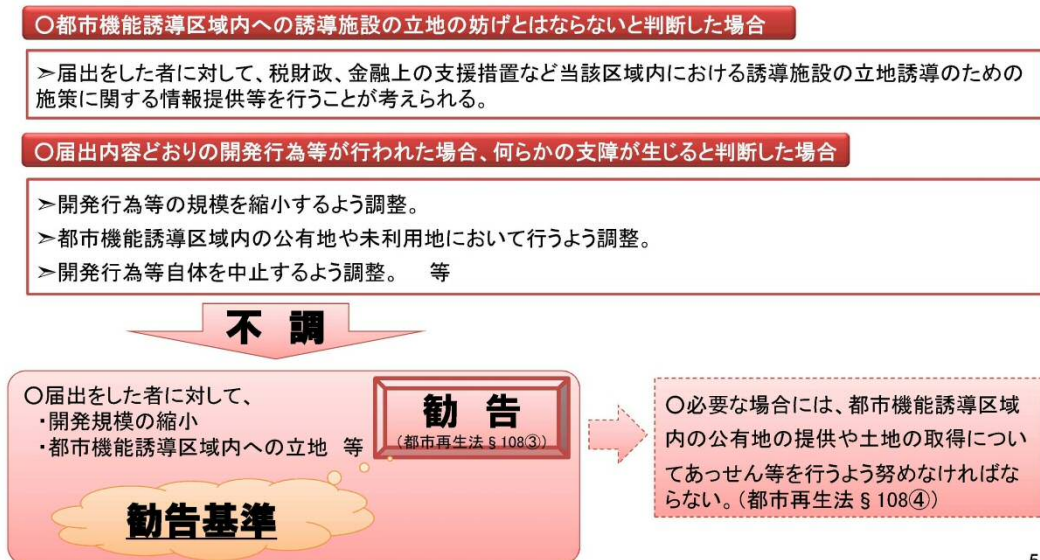 〇都市機能誘導区域内への誘導施設の立地の妨げとはならないと判断した場合
➢届出をした者に対して、税財政、金融上の支援措置など当該区域内における誘導施設の立地誘導のための
施策に関する情報提供等を行うことが考えられる。
〇届出内容どおりの開発行為等が行われた場合、何らかの支障が生じると判断した場合
➢開発行為等の規模を縮小するよう調整。
➢都市機能誘導区域内の公有地や未利用地において行うよう調整。
➢開発行為等自体を中止するよう調整。 等
不 調
〇届出をした者に対して、
・開発規模の縮小
・都市機能誘導区域内への立地 等
勧 告
(都市再生法§108③)
勧告基準
〇必要な場合には、都市機能誘導区域
内の公有地の提供や土地の取得につい
てあっせん等を行うよう努めなければな
らない。(都市再生法§108④)
5